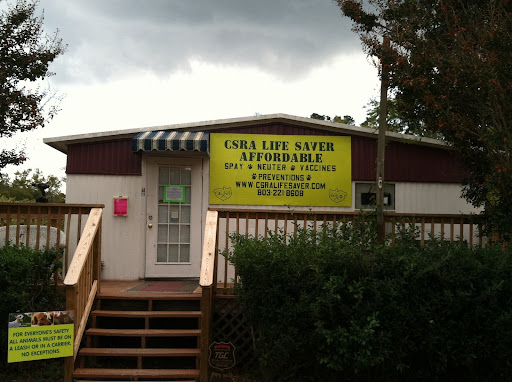 CSRA LIFE SAVER
AFFORDABLE
SPAY NEUTER VACCINES
PREVENTIONS
WWW.CSRALIFESAVER.COM
803-221-8608
FOR EVERYONE'S SAFETY
ALL ANIMALS MUST BE ON
A LEASH OR IN A CARRIER.
NO EXCEPTIONS.